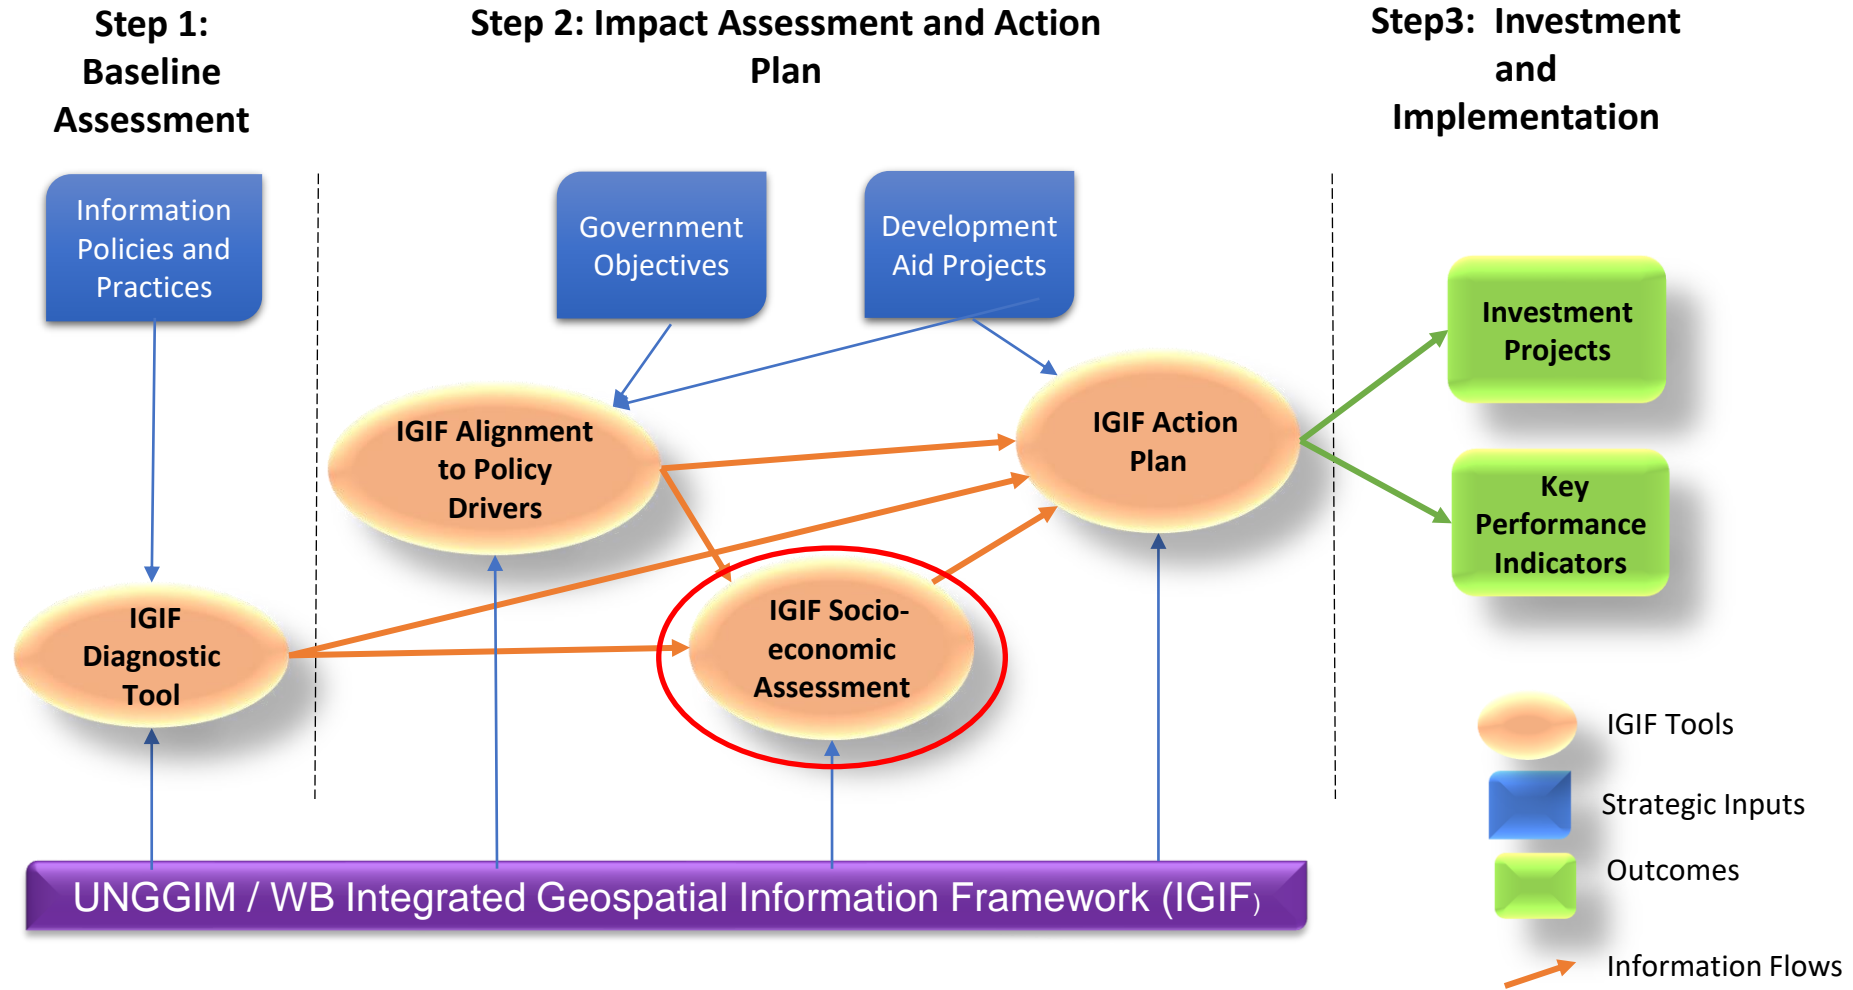 Step 1:
Baseline
Assessment
Step 2: Impact Assessment and Action
Plan
Step3:  Investment
and
Implementation
Information
Policies and
Practices
Government
Objectives
Development
Aid Projects
Investment
Projects
IGIF Alignment
to Policy
Drivers
IGIF Action
Plan
Key
Performance
Indicators
IGIF
Diagnostic
Tool
IGIF Socio-
economic
Assessment
IGIF Tools
Strategic Inputs
Outcomes
Information Flows
UNGGIM / WB Integrated Geospatial Information Framework (IGIF)